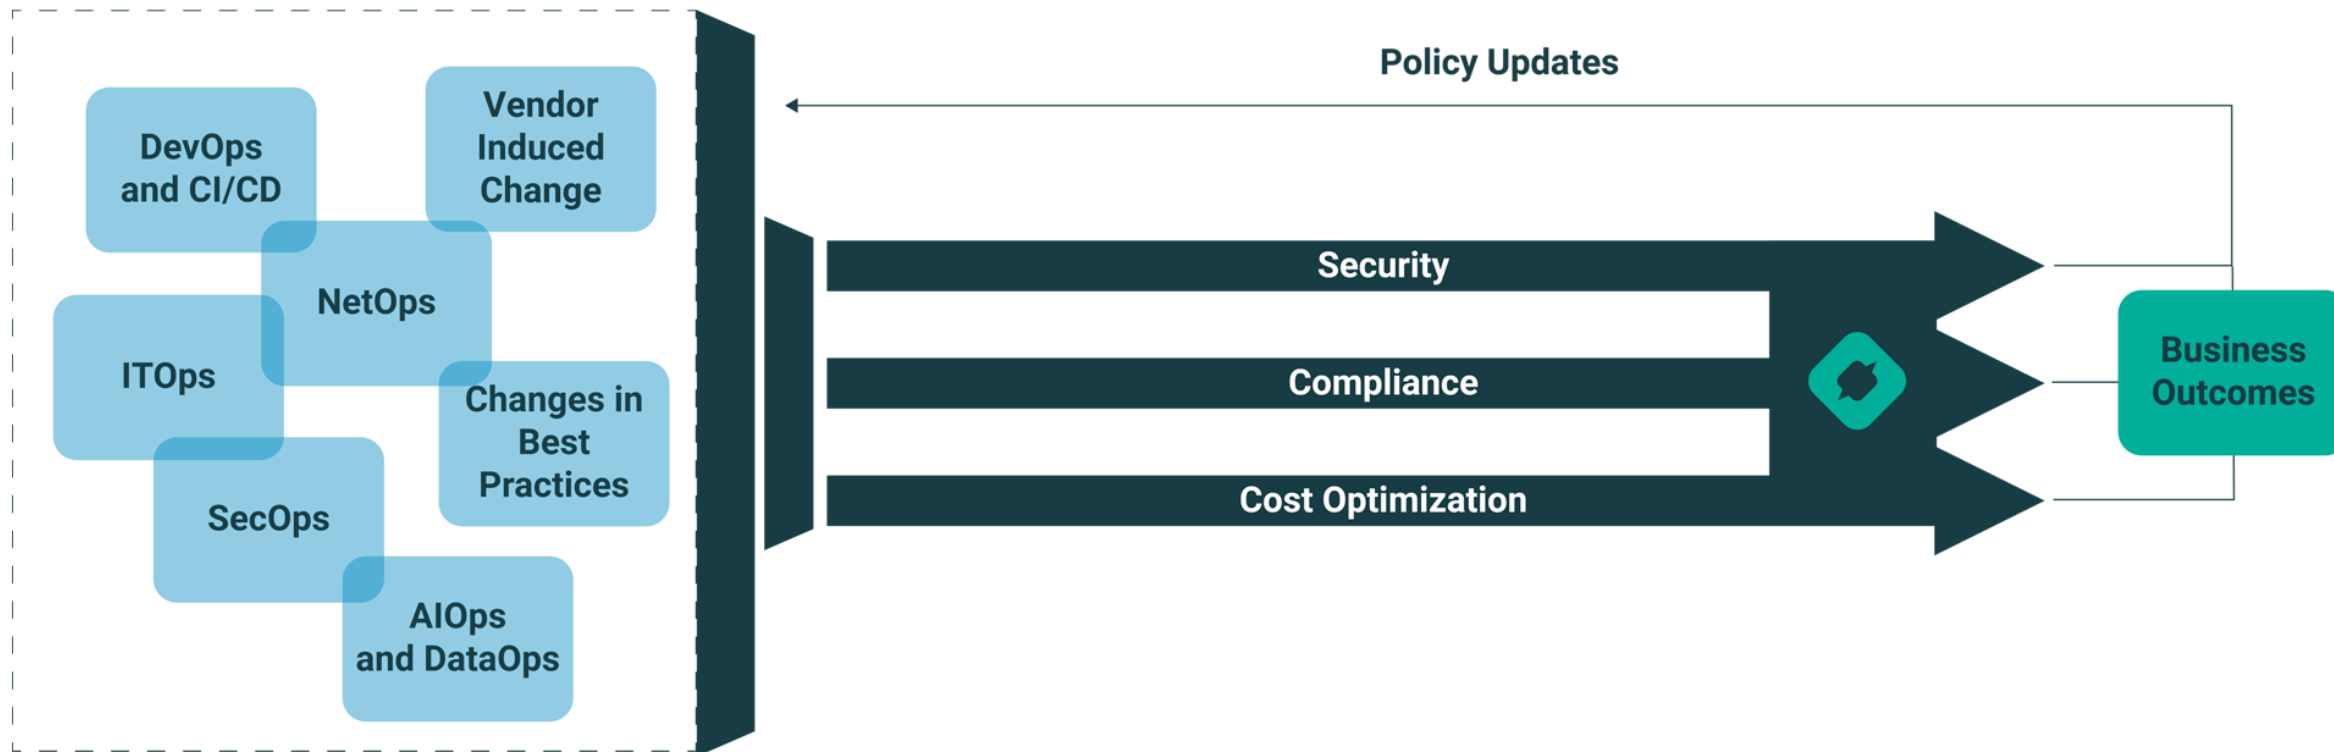 DevOps
and CI/CD
Vendor
Induced
Change
NetOps
ITOps
Changes in
Best
Practices
SecOps
AIOps
and DataOps
Policy Updates
Security
Compliance
Cost Optimization
Business
Outcomes